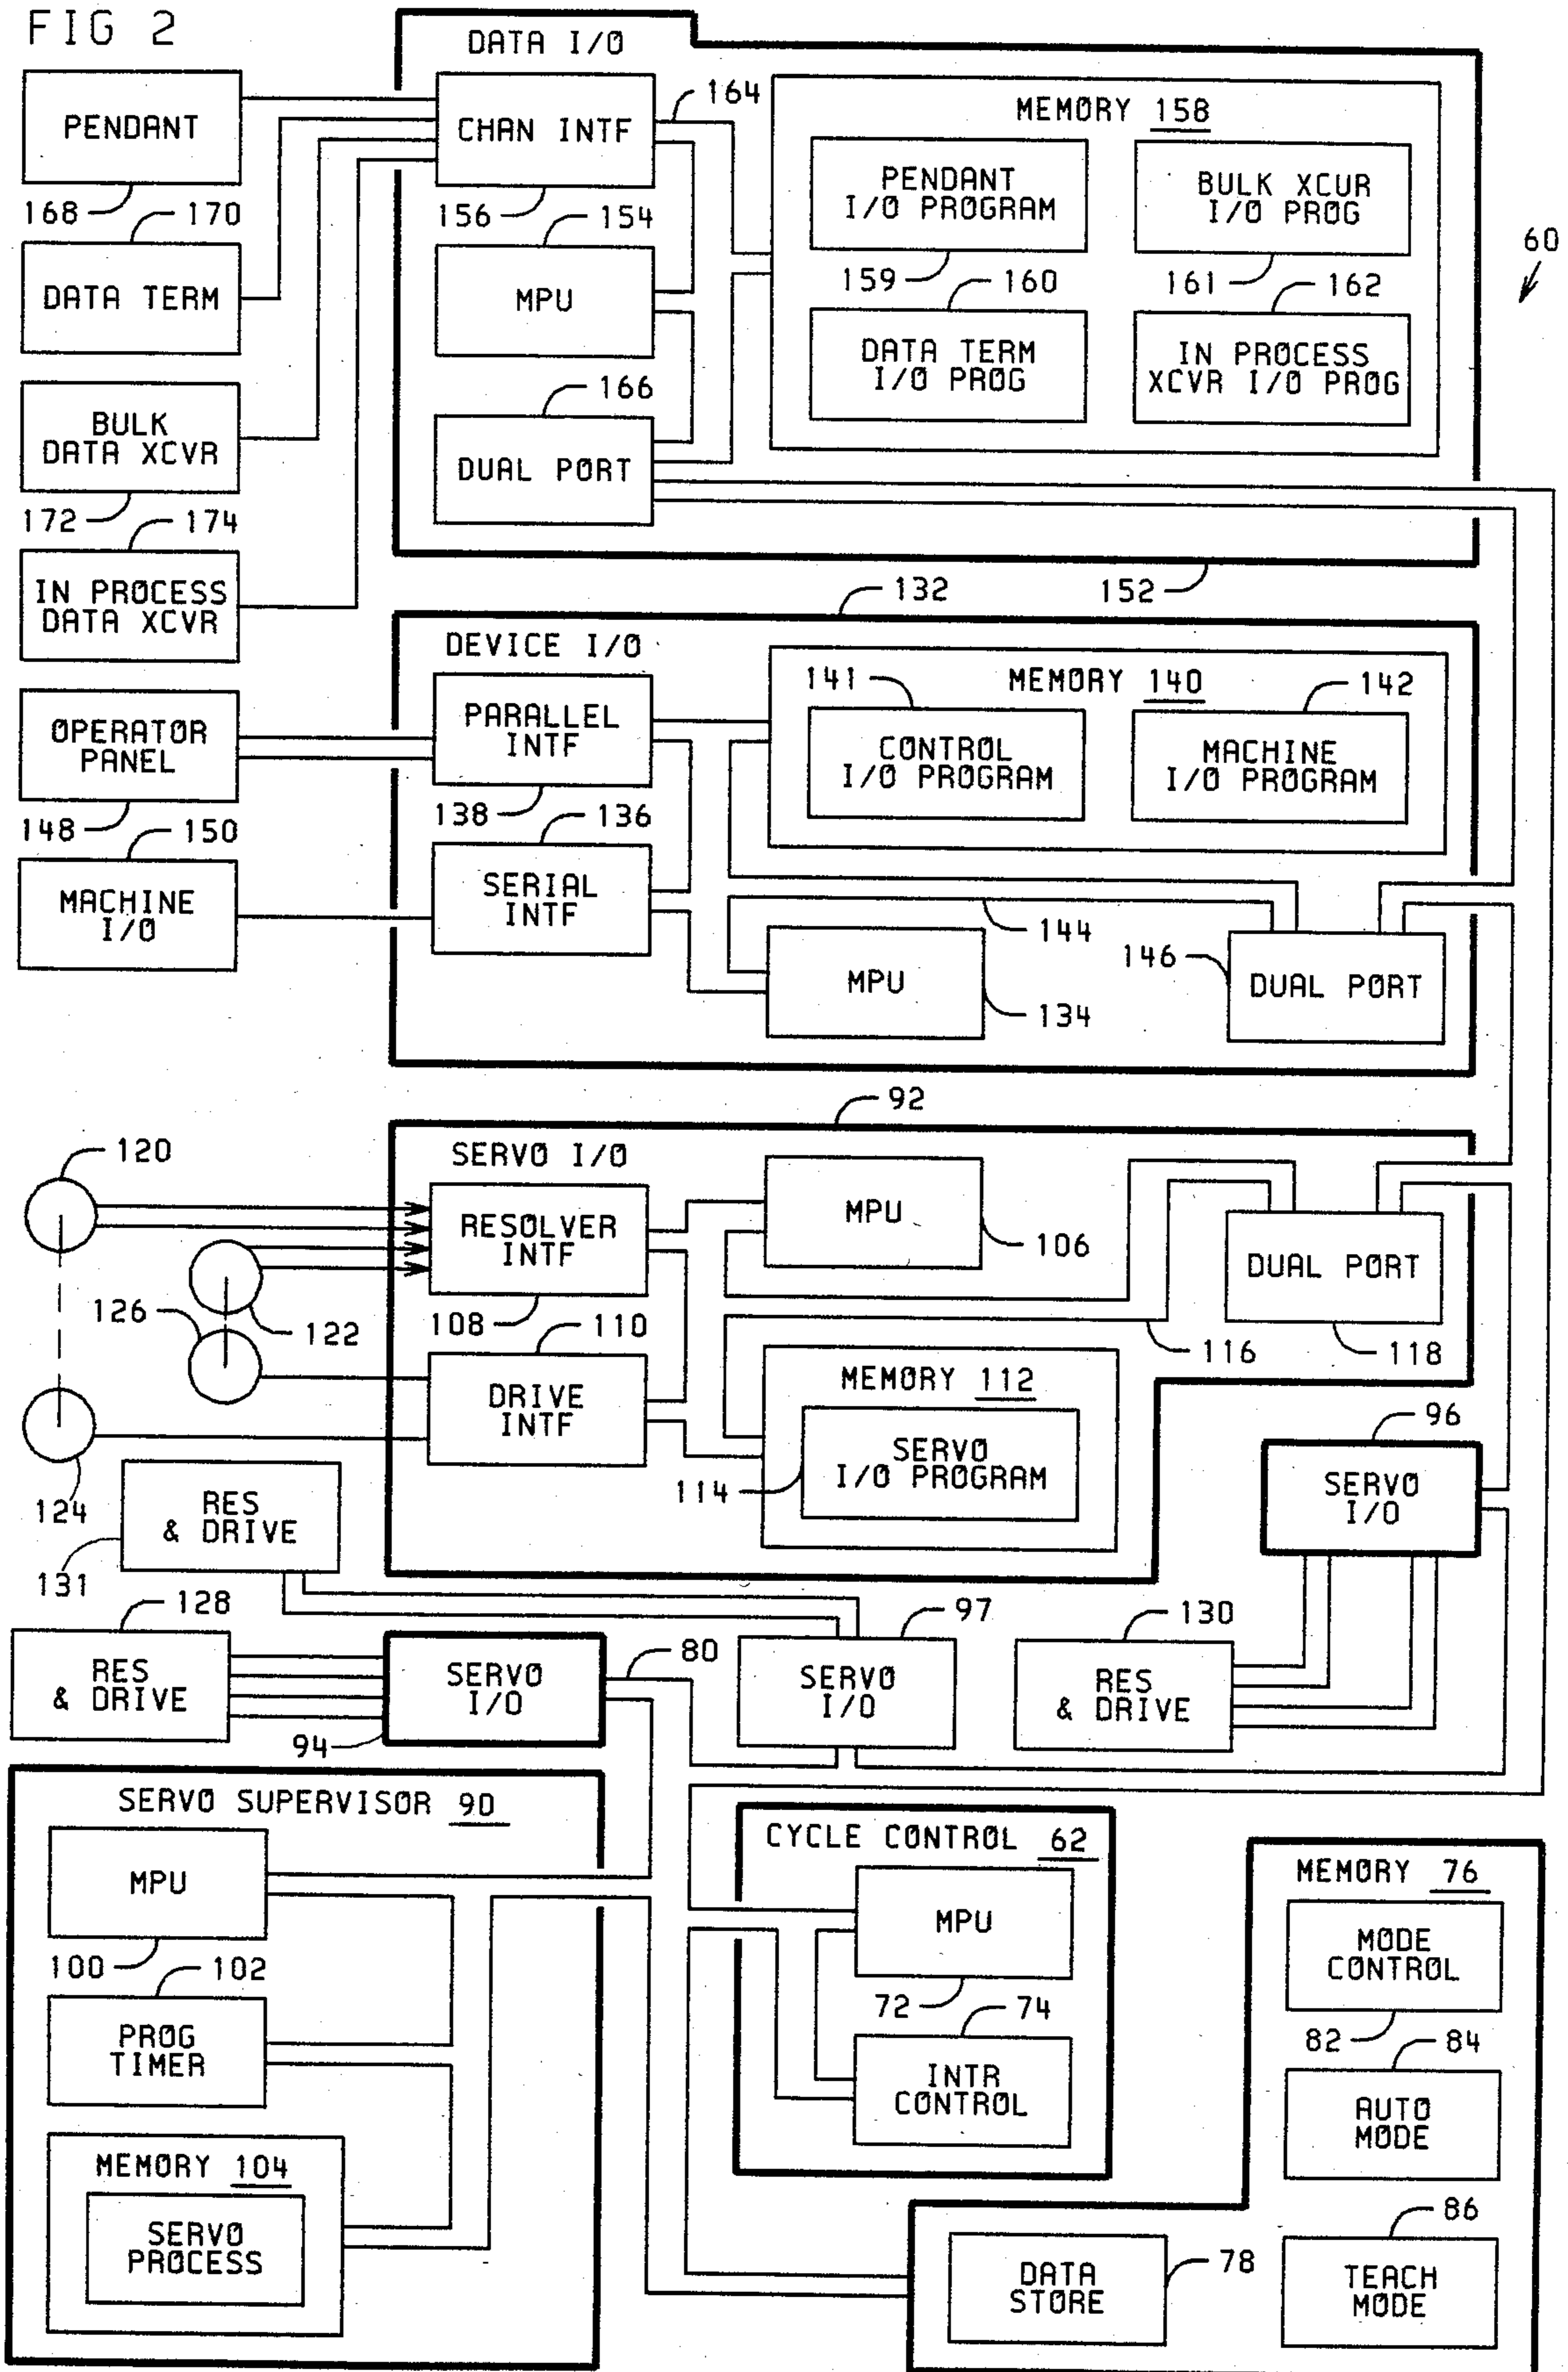 FIG 2
DATA I/O
PENDANT
168
170
DATA TERM
BULK
DATA XCVR
172
174
IN PROCESS
DATA XCVR
CHAN INTF
164
156
154
MPU
166
DUAL PORT
MEMORY 158
PENDANT
I/O PROGRAM
159
160
BULK XCUR
I/O PROG
161
162
DATA TERM
I/O PROG
IN PROCESS
XCVR I/O PROG
60
152
132
DEVICE I/O
OPERATOR
PANEL
148
150
MACHINE
I/O
PARALLEL
INTF
138
136
SERIAL
INTF
MEMORY 140
141
142
CONTROL
I/O PROGRAM
MACHINE
I/O PROGRAM
144
146
MPU
134
DUAL PORT
92
SERVO I/O
120
RESOLVER
INTF
MPU
106
DUAL PORT
126
122
108
110
116
118
DRIVE
INTF
MEMORY 112
SERVO
I/O PROGRAM
114
124
96
SERVO
I/O
RES
& DRIVE
131
128
RES
& DRIVE
SERVO
I/O
94
80
97
SERVO
I/O
130
RES
& DRIVE
SERVO SUPERVISOR 90
MPU
100
102
PROG
TIMER
MEMORY 104
SERVO
PROCESS
CYCLE CONTROL 62
MPU
72
74
INTR
CONTROL
MEMORY 76
MODE
CONTROL
82
84
AUTO
MODE
86
DATA
STORE
78
TEACH
MODE